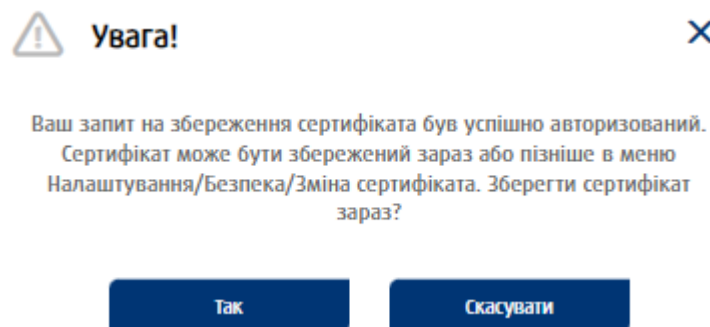 Увага!
Ваш запит на збереження сертифіката був успішно авторизований.
Сертифікат може бути збережений зараз або пізніше в меню
Налаштування/Безпека/Зміна сертифіката. Зберегти сертифікат
зараз?
Так
Скасувати